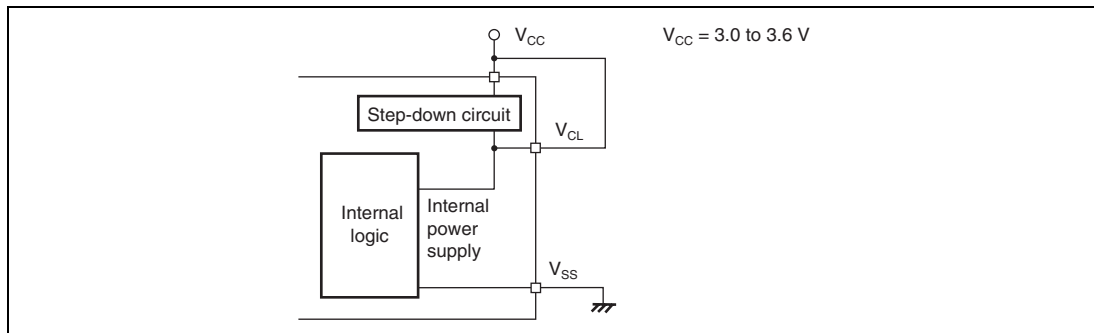 V_CC
V_CC = 3.0 to 3.6 V
Step-down circuit
V_CL
Internal
logic
Internal
power
supply
V_SS